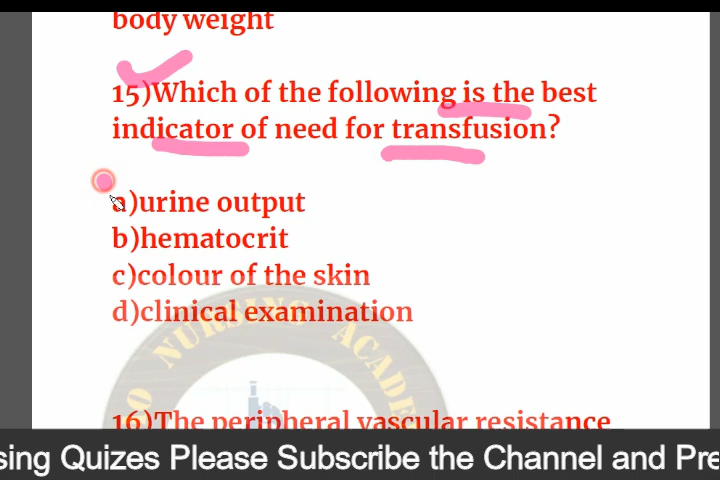 body weight
15)Which of the following is the best
indicator of need for transfusion?
a)urine output
b)hematocrit
c)colour of the skin
d)clinical examination
O NURSING ACADE
16)The peripheral vascular resistance
sing Quizes Please Subscribe the Channel and Pre